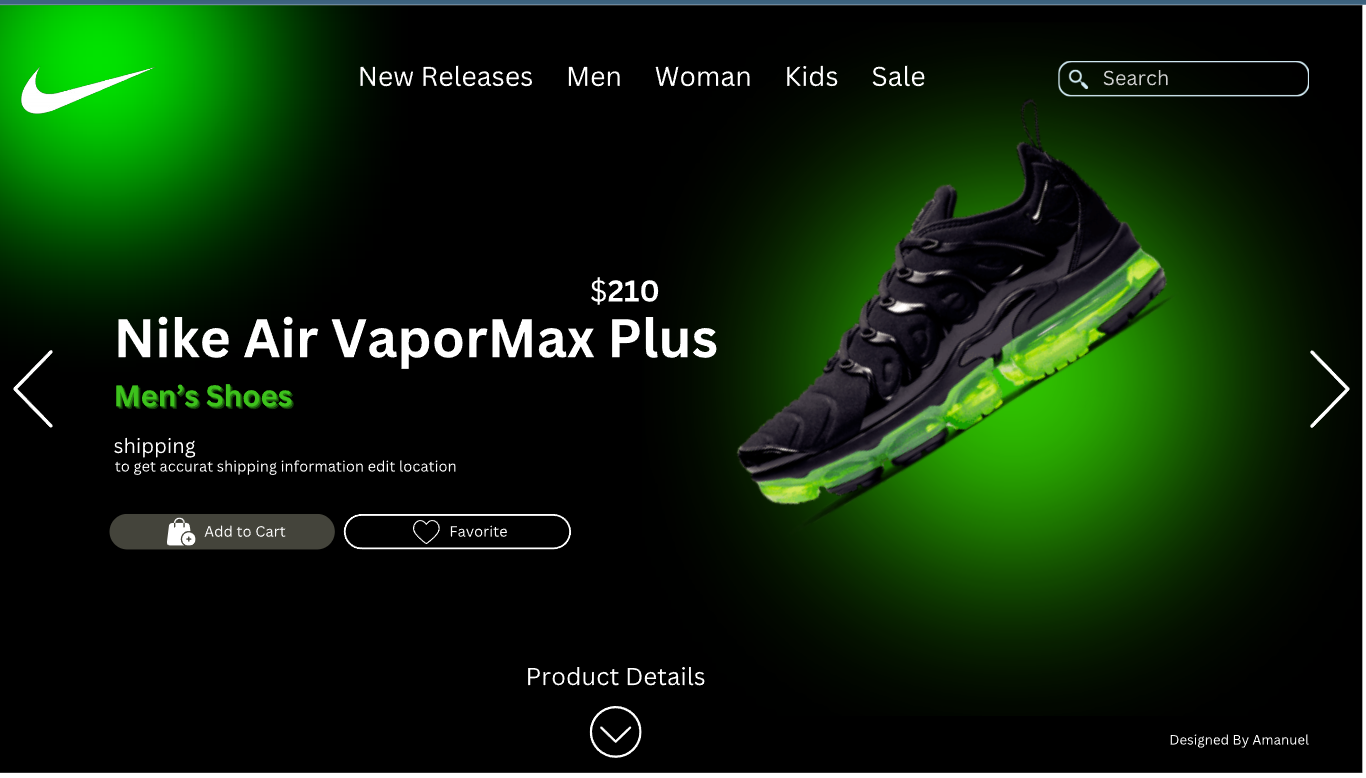 New Releases Men Woman Kids Sale
Search
$210
Nike Air VaporMax Plus
Men’s Shoes
shipping
to get accurat shipping information edit location
Add to Cart Favorite
Product Details
Designed By Amanuel